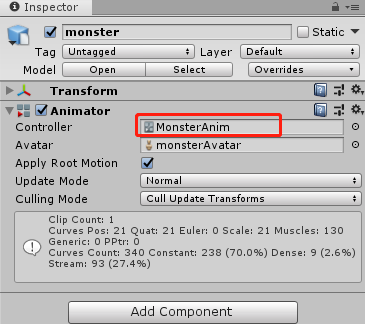 Inspector
monster Static
Tag Untagged Layer Default
Model Open Select Overrides
Transform
Animator
Controller MonsterAnim
Avatar monsterAvatar
Apply Root Motion
Update Mode Normal
Culling Mode Cull Update Transforms
Clip Count: 1
Curves Pos: 21 Quat: 21 Euler: 0 Scale: 21 Muscles: 130
Generic: 0 PPtr: 0
Curves Count: 340 Constant: 238 (70.0%) Dense: 9 (2.6%)
Stream: 93 (27.4%)
Add Component